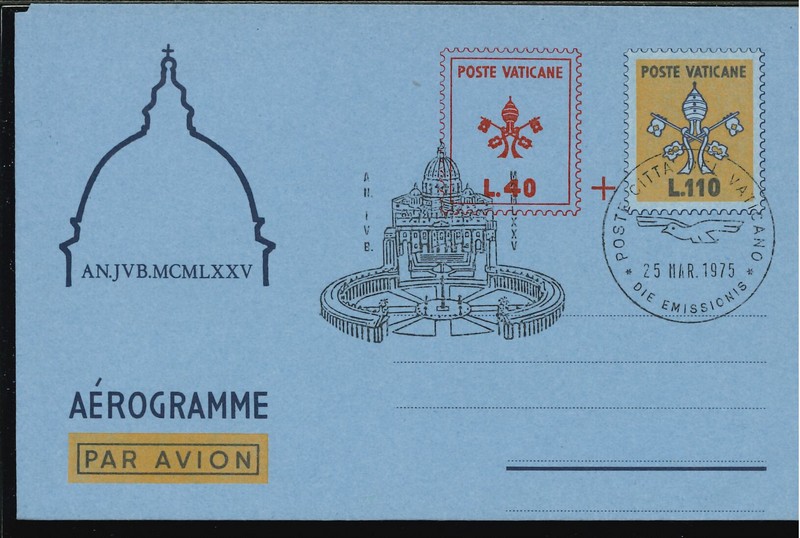 POSTE VATICANE
L.40
+
POSTE VATICANE
L.110
AN. IVB. MCMLXXV
POSTE CITTA DEL VATICANO
* 25 MAR. 1975 *
DIE EMISSIONIS
AN.JVB.MCMLXXV
AÉROGRAMME
PAR AVION